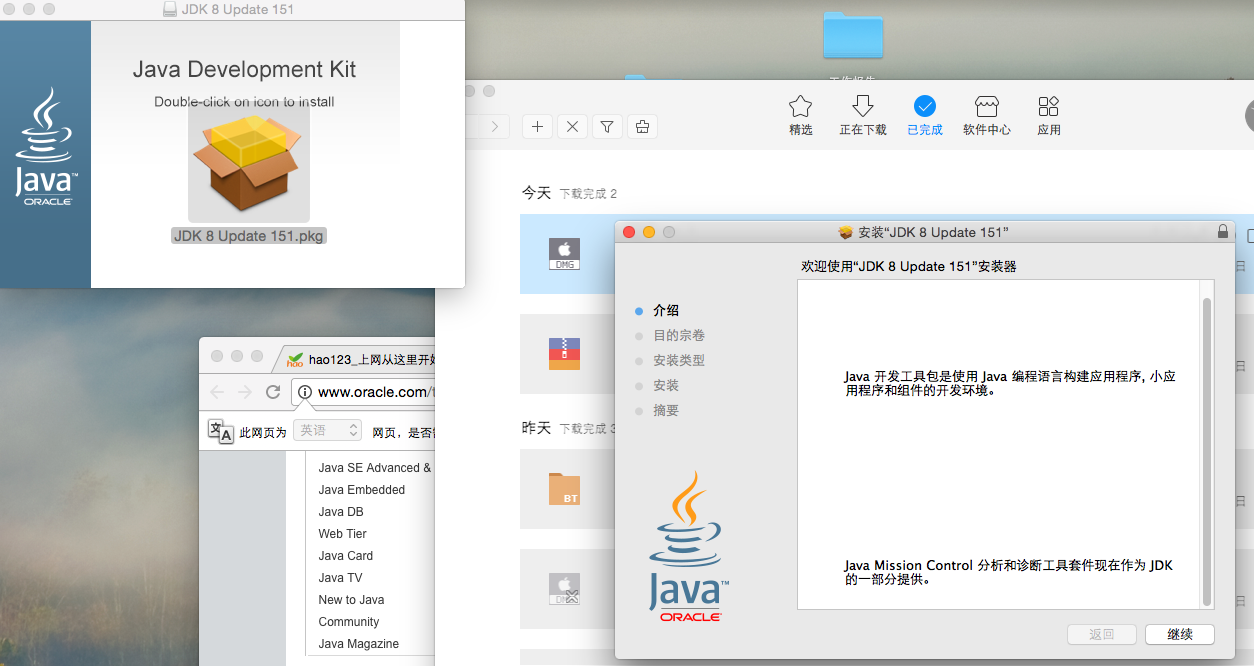 JDK 8 Update 151
Java Development Kit
Double-click on icon to install
Java™
ORACLE
JDK 8 Update 151.pkg
精选
正在下载
已完成
软件中心
应用
今天 下载完成 2
DMG
昨天 下载完成 3
BT
安装“JDK 8 Update 151”
欢迎使用“JDK 8 Update 151”安装器
介绍
目的宗卷
安装类型
安装
摘要
Java 开发工具包是使用 Java 编程语言构建应用程序, 小应
用程序和组件的开发环境。
Java Mission Control 分析和诊断工具套件现在作为 JDK
的一部分提供。
Java™
ORACLE
返回
继续
hao123_上网从这里开始
www.oracle.com/
此网页为 英语 网页，是否
Java SE Advanced &
Java Embedded
Java DB
Web Tier
Java Card
Java TV
New to Java
Community
Java Magazine